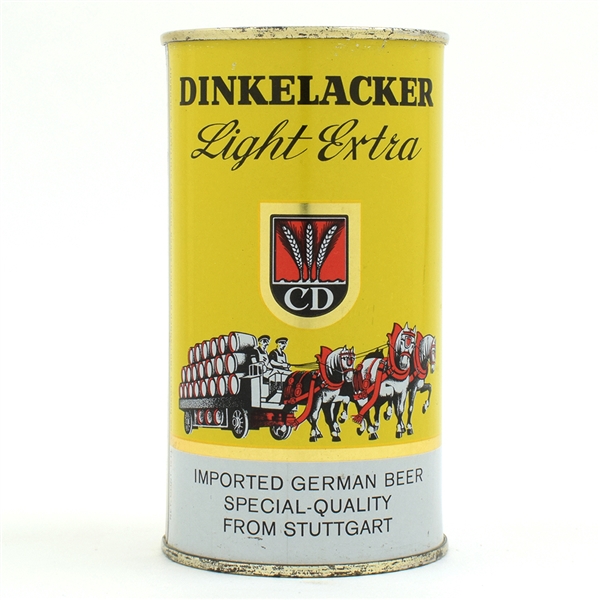 DINKELACKER
Light Extra
CD
IMPORTED GERMAN BEER
SPECIAL-QUALITY
FROM STUTTGART